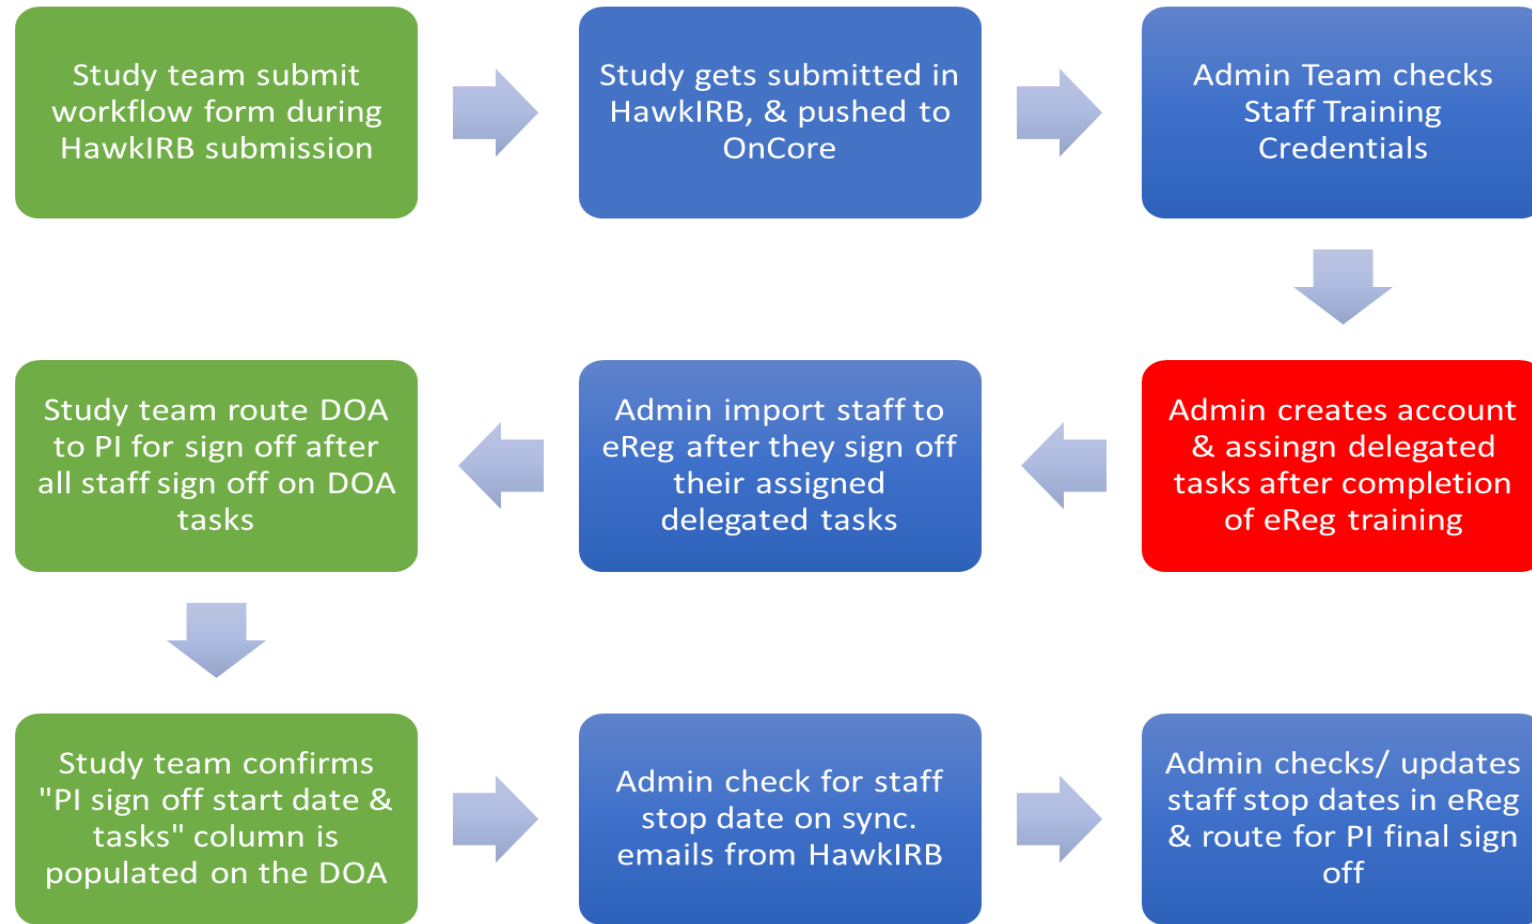 Study team submit
workflow form during
HawkIRB submission
Study gets submitted in
HawkIRB, & pushed to
OnCore
Admin Team checks
Staff Training
Credentials
Admin creates account
& assingn delegated
tasks after completion
of eReg training
Admin import staff to
eReg after they sign off
their assigned
delegated tasks
Study team route DOA
to PI for sign off after
all staff sign off on DOA
tasks
Study team confirms
"PI sign off start date &
tasks" column is
populated on the DOA
Admin check for staff
stop date on sync.
emails from HawkIRB
Admin checks/ updates
staff stop dates in eReg
& route for PI final sign
off